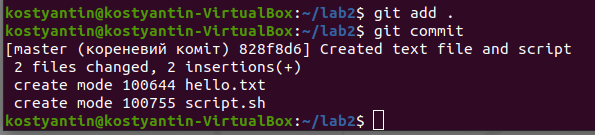 kostyantin@kostyantin-VirtualBox:~/lab2$ git add .
kostyantin@kostyantin-VirtualBox:~/lab2$ git commit
[master (кореневий коміт) 828f8d6] Created text file and script
 2 files changed, 2 insertions(+)
 create mode 100644 hello.txt
 create mode 100755 script.sh
kostyantin@kostyantin-VirtualBox:~/lab2$